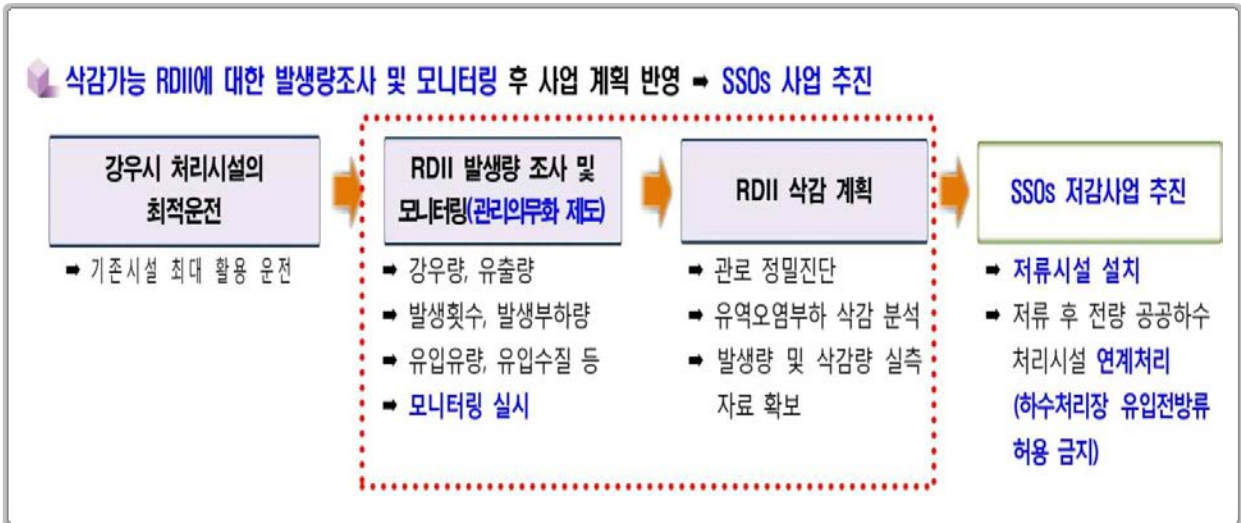 삭감가능 RDII에 대한 발생량조사 및 모니터링 후 사업 계획 반영 ➡ SSOs 사업 추진
강우시 처리시설의
최적운전
➡ 기존시설 최대 활용 운전
RDII 발생량 조사 및
모니터링(관리의무화 제도)
➡ 강우량, 유출량
➡ 발생횟수, 발생부하량
➡ 유입유량, 유입수질 등
➡ 모니터링 실시
RDII 삭감 계획
➡ 관로 정밀진단
➡ 유역오염부하 삭감 분석
➡ 발생량 및 삭감량 실측
자료 확보
SSOs 저감사업 추진
➡ 저류시설 설치
➡ 저류 후 전량 공공하수
처리시설 연계처리
(하수처리장 유입전방류
허용 금지)